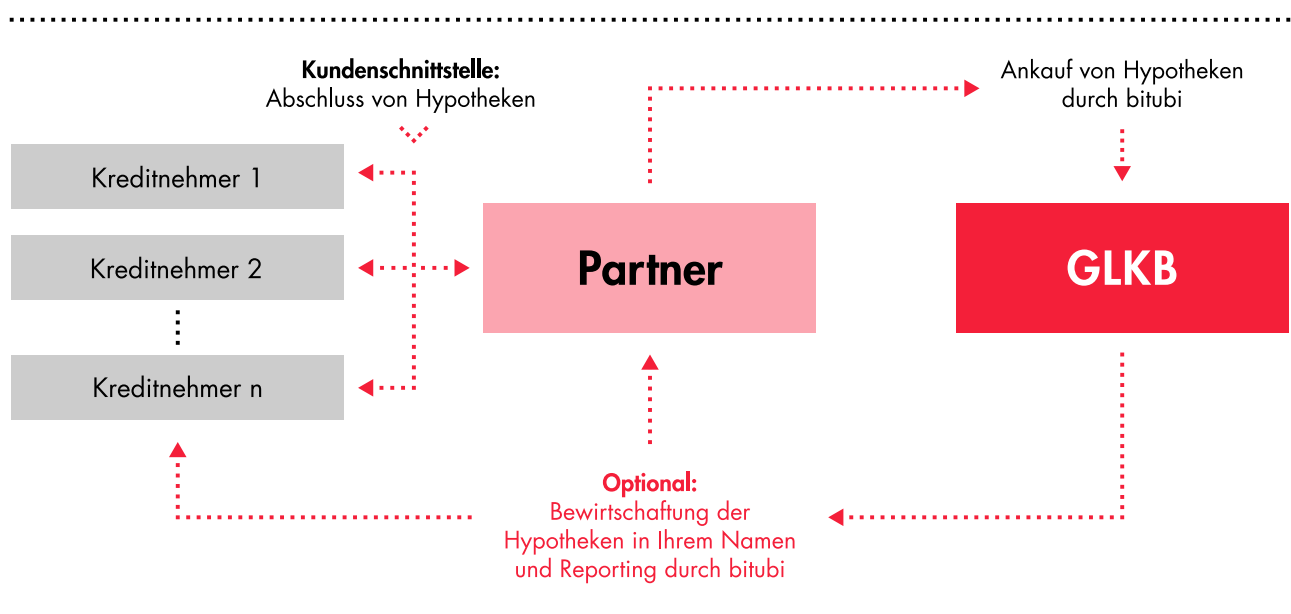 Kundenschnittstelle:
Abschluss von Hypotheken
Ankauf von Hypotheken
durch bitubi
Kreditnehmer 1
Kreditnehmer 2
Kreditnehmer n
Partner
GLKB
Optional:
Bewirtschaftung der
Hypotheken in Ihrem Namen
und Reporting durch bitubi